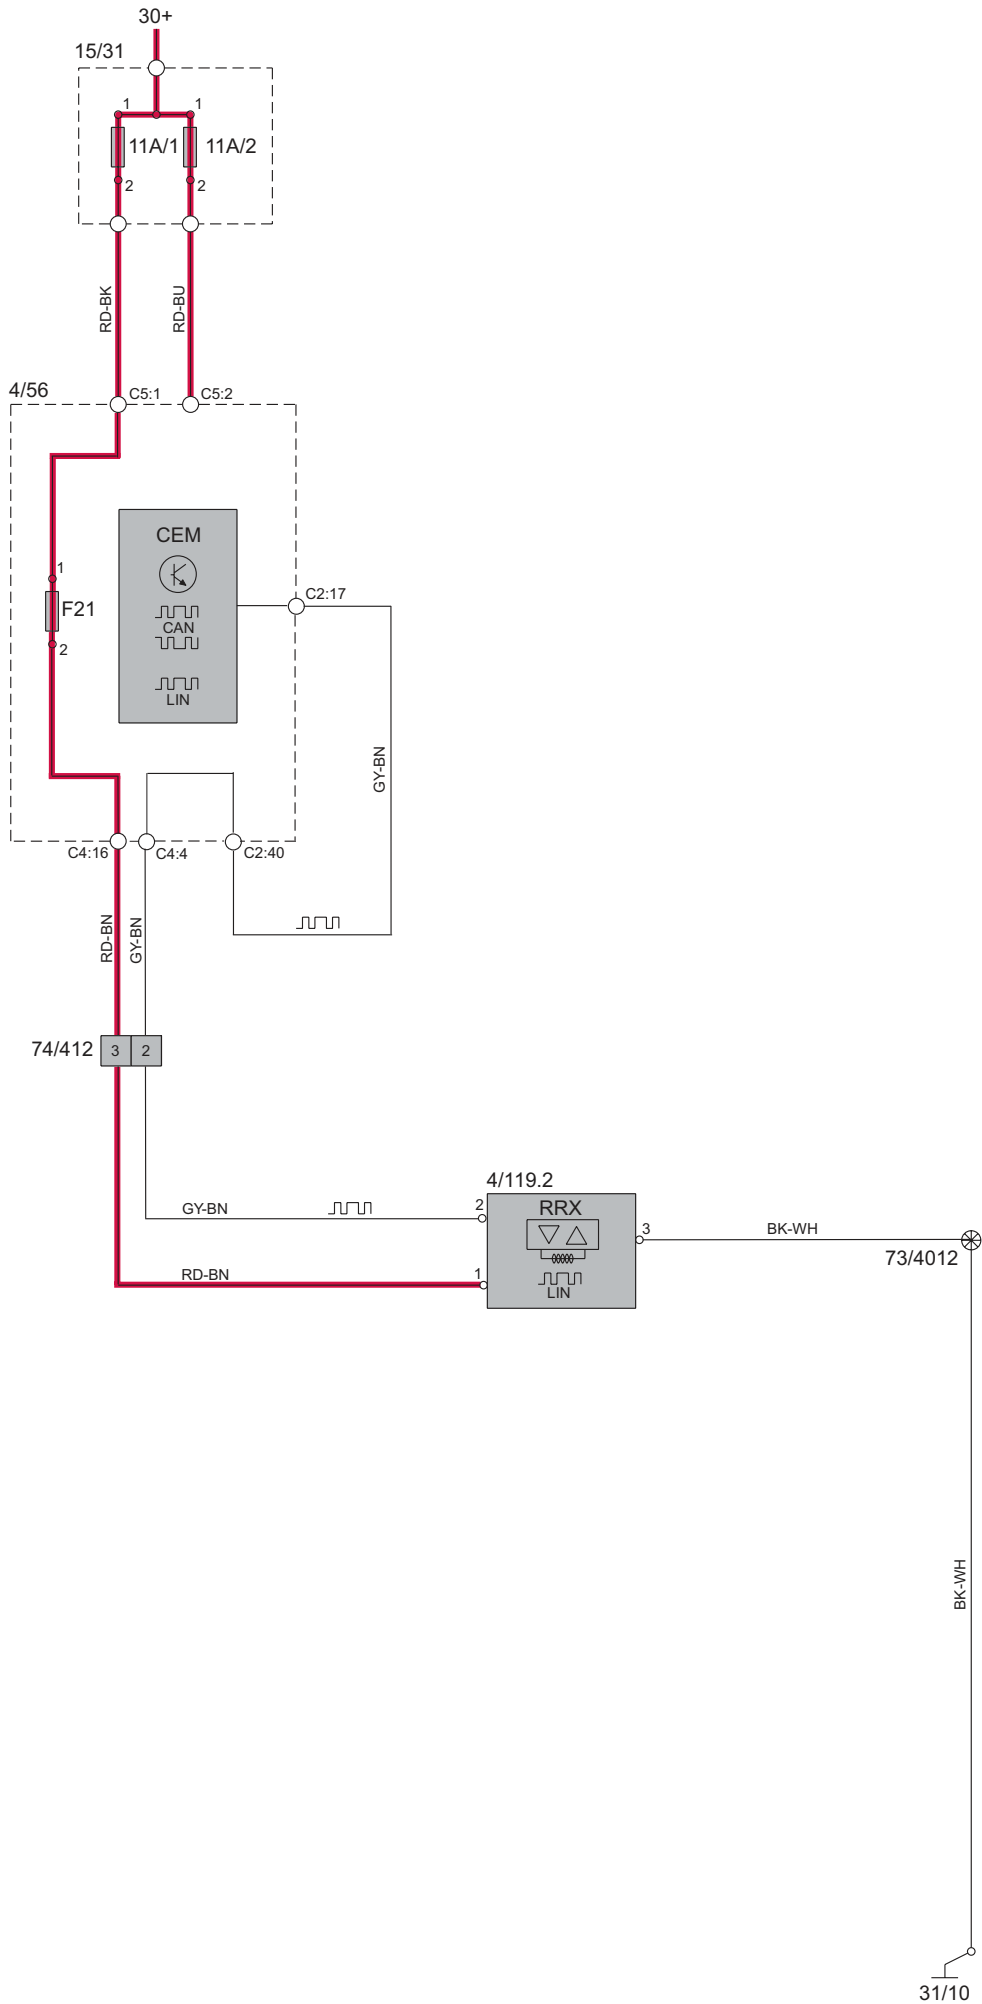 30+
15/31
1 1
11A/1 11A/2
2 2
RD-BK RD-BU
4/56 C5:1 C5:2
CEM
1
C2:17
F21
CAN
2
LIN
GY-BN
C4:16 C4:4 C2:40
RD-BN GY-BN
74/412 3 2
4/119.2
2 RRX
GY-BN
3 BK-WH
73/4012
RD-BN 1
LIN
BK-WH
31/10